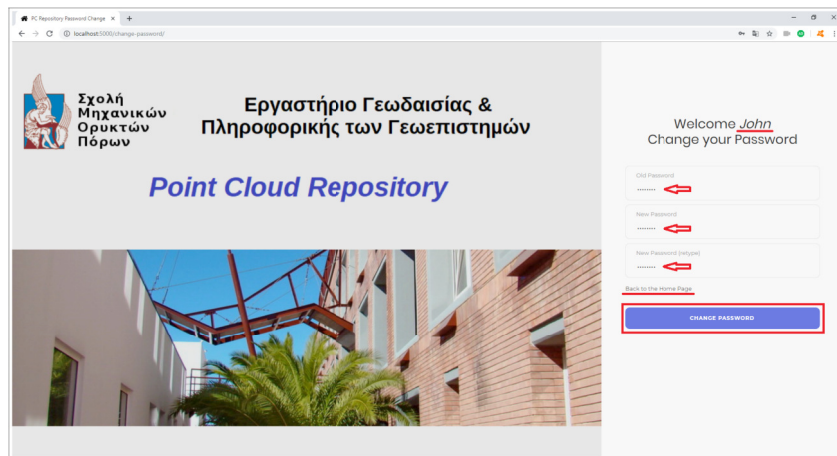 PC Repository Password Change
localhost:5000/change-password/
Σχολή
Μηχανικών
Ορυκτών
Πόρων
Εργαστήριο Γεωδαισίας &
Πληροφορικής των Γεωεπιστημών
Point Cloud Repository
Welcome John
Change your Password
Old Password
New Password
New Password (retype)
Back to the Home Page
CHANGE PASSWORD